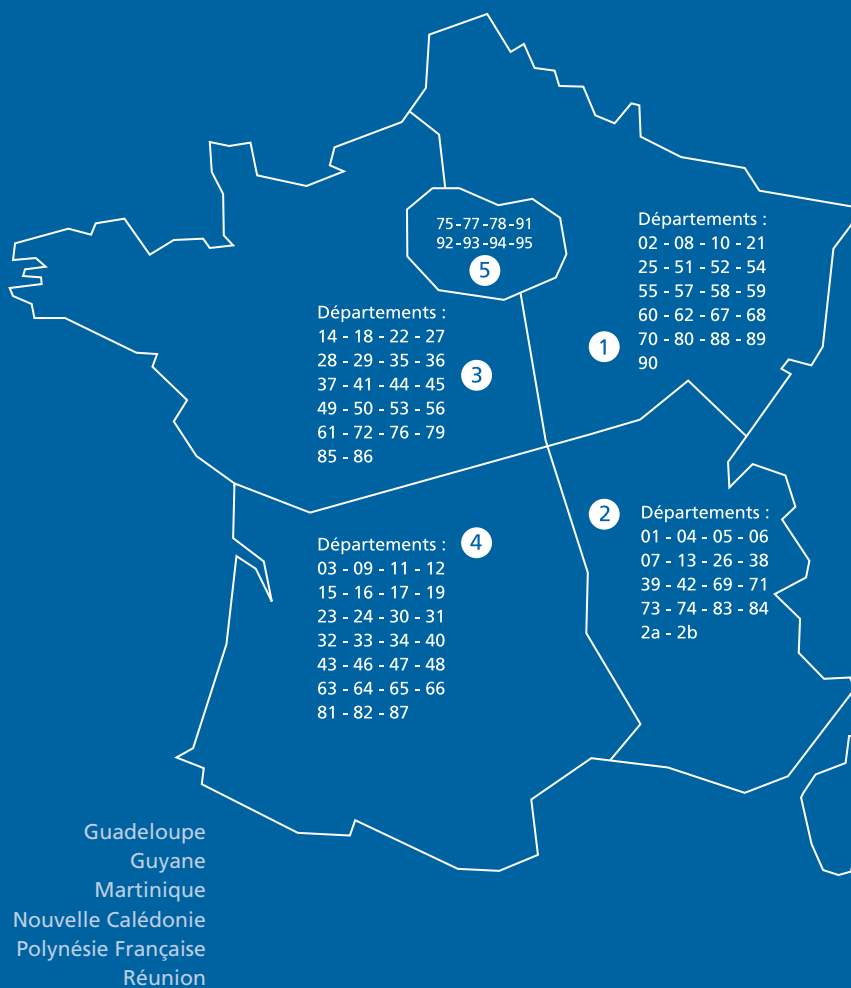 75-77-78-91
92-93-94-95
5
Départements :
02 - 08 - 10 - 21
25 - 51 - 52 - 54
55 - 57 - 58 - 59
60 - 62 - 67 - 68
70 - 80 - 88 - 89
90
1
Départements :
14 - 18 - 22 - 27
28 - 29 - 35 - 36
37 - 41 - 44 - 45
49 - 50 - 53 - 56
61 - 72 - 76 - 79
85 - 86
3
2
Départements :
01 - 04 - 05 - 06
07 - 13 - 26 - 38
39 - 42 - 69 - 71
73 - 74 - 83 - 84
2a - 2b
4
Départements :
03 - 09 - 11 - 12
15 - 16 - 17 - 19
23 - 24 - 30 - 31
32 - 33 - 34 - 40
43 - 46 - 47 - 48
63 - 64 - 65 - 66
81 - 82 - 87
Guadeloupe
Guyane
Martinique
Nouvelle Calédonie
Polynésie Française
Réunion